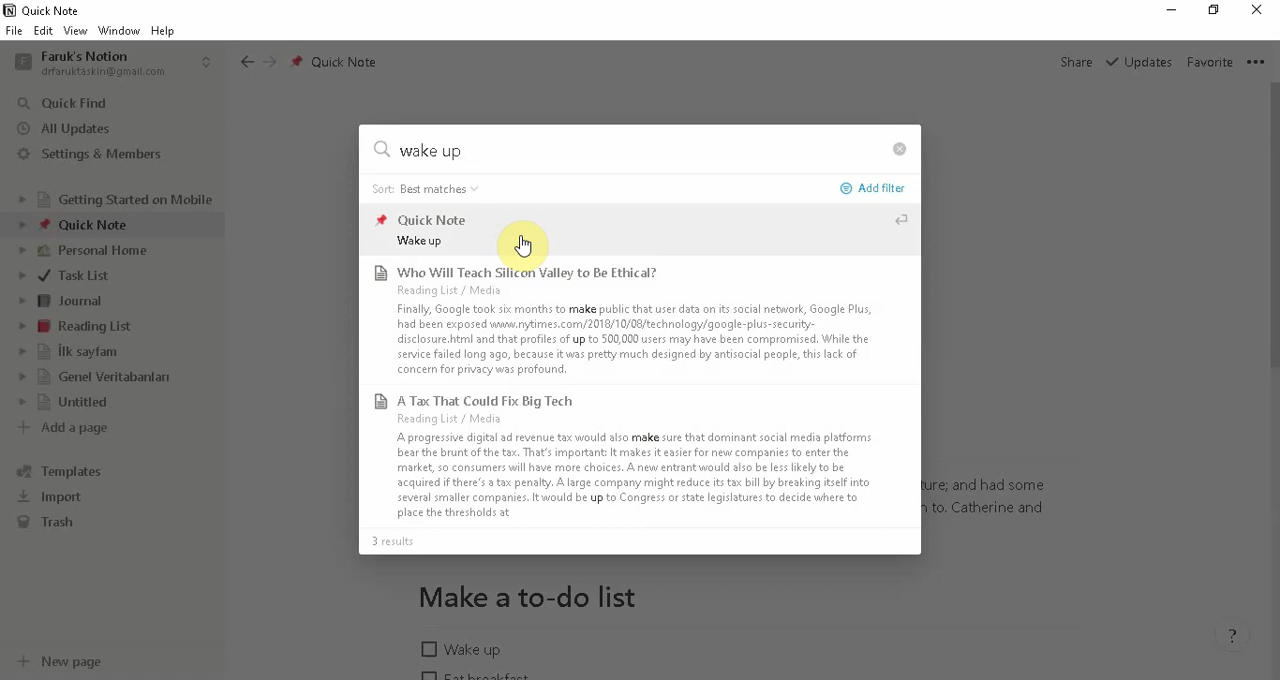 Quick Note
File Edit View Window Help
F
Faruk's Notion
drfaruktaskin@gmail.com
Quick Find
All Updates
Settings & Members
Getting Started on Mobile
Quick Note
Personal Home
Task List
Journal
Reading List
İlk sayfam
Genel Veritabanları
Untitled
Add a page
Templates
Import
Trash
New page
Quick Note
Share Updates Favorite
wake up
Sort: Best matches
Add filter
Quick Note
Wake up
Who Will Teach Silicon Valley to Be Ethical?
Reading List / Media
Finally, Google took six months to make public that user data on its social network, Google Plus,
had been exposed www.nytimes.com/2018/10/08/technology/google-plus-security-
disclosure.html and that profiles of up to 500,000 users may have been compromised. While the
service failed long ago, because it was pretty much designed by antisocial people, this lack of
concern for privacy was profound.
A Tax That Could Fix Big Tech
Reading List / Media
A progressive digital ad revenue tax would also make sure that dominant social media platforms
bear the brunt of the tax. That's important: It makes it easier for new companies to enter the
market, so consumers will have more choices. A new entrant would also be less likely to be
acquired if there's a tax penalty. A large company might reduce its tax bill by breaking itself into
several smaller companies. It would be up to Congress or state legislatures to decide where to
place the thresholds at
3 results
ture; and had some
to. Catherine and
Make a to-do list
Wake up
Eat breakfast
?